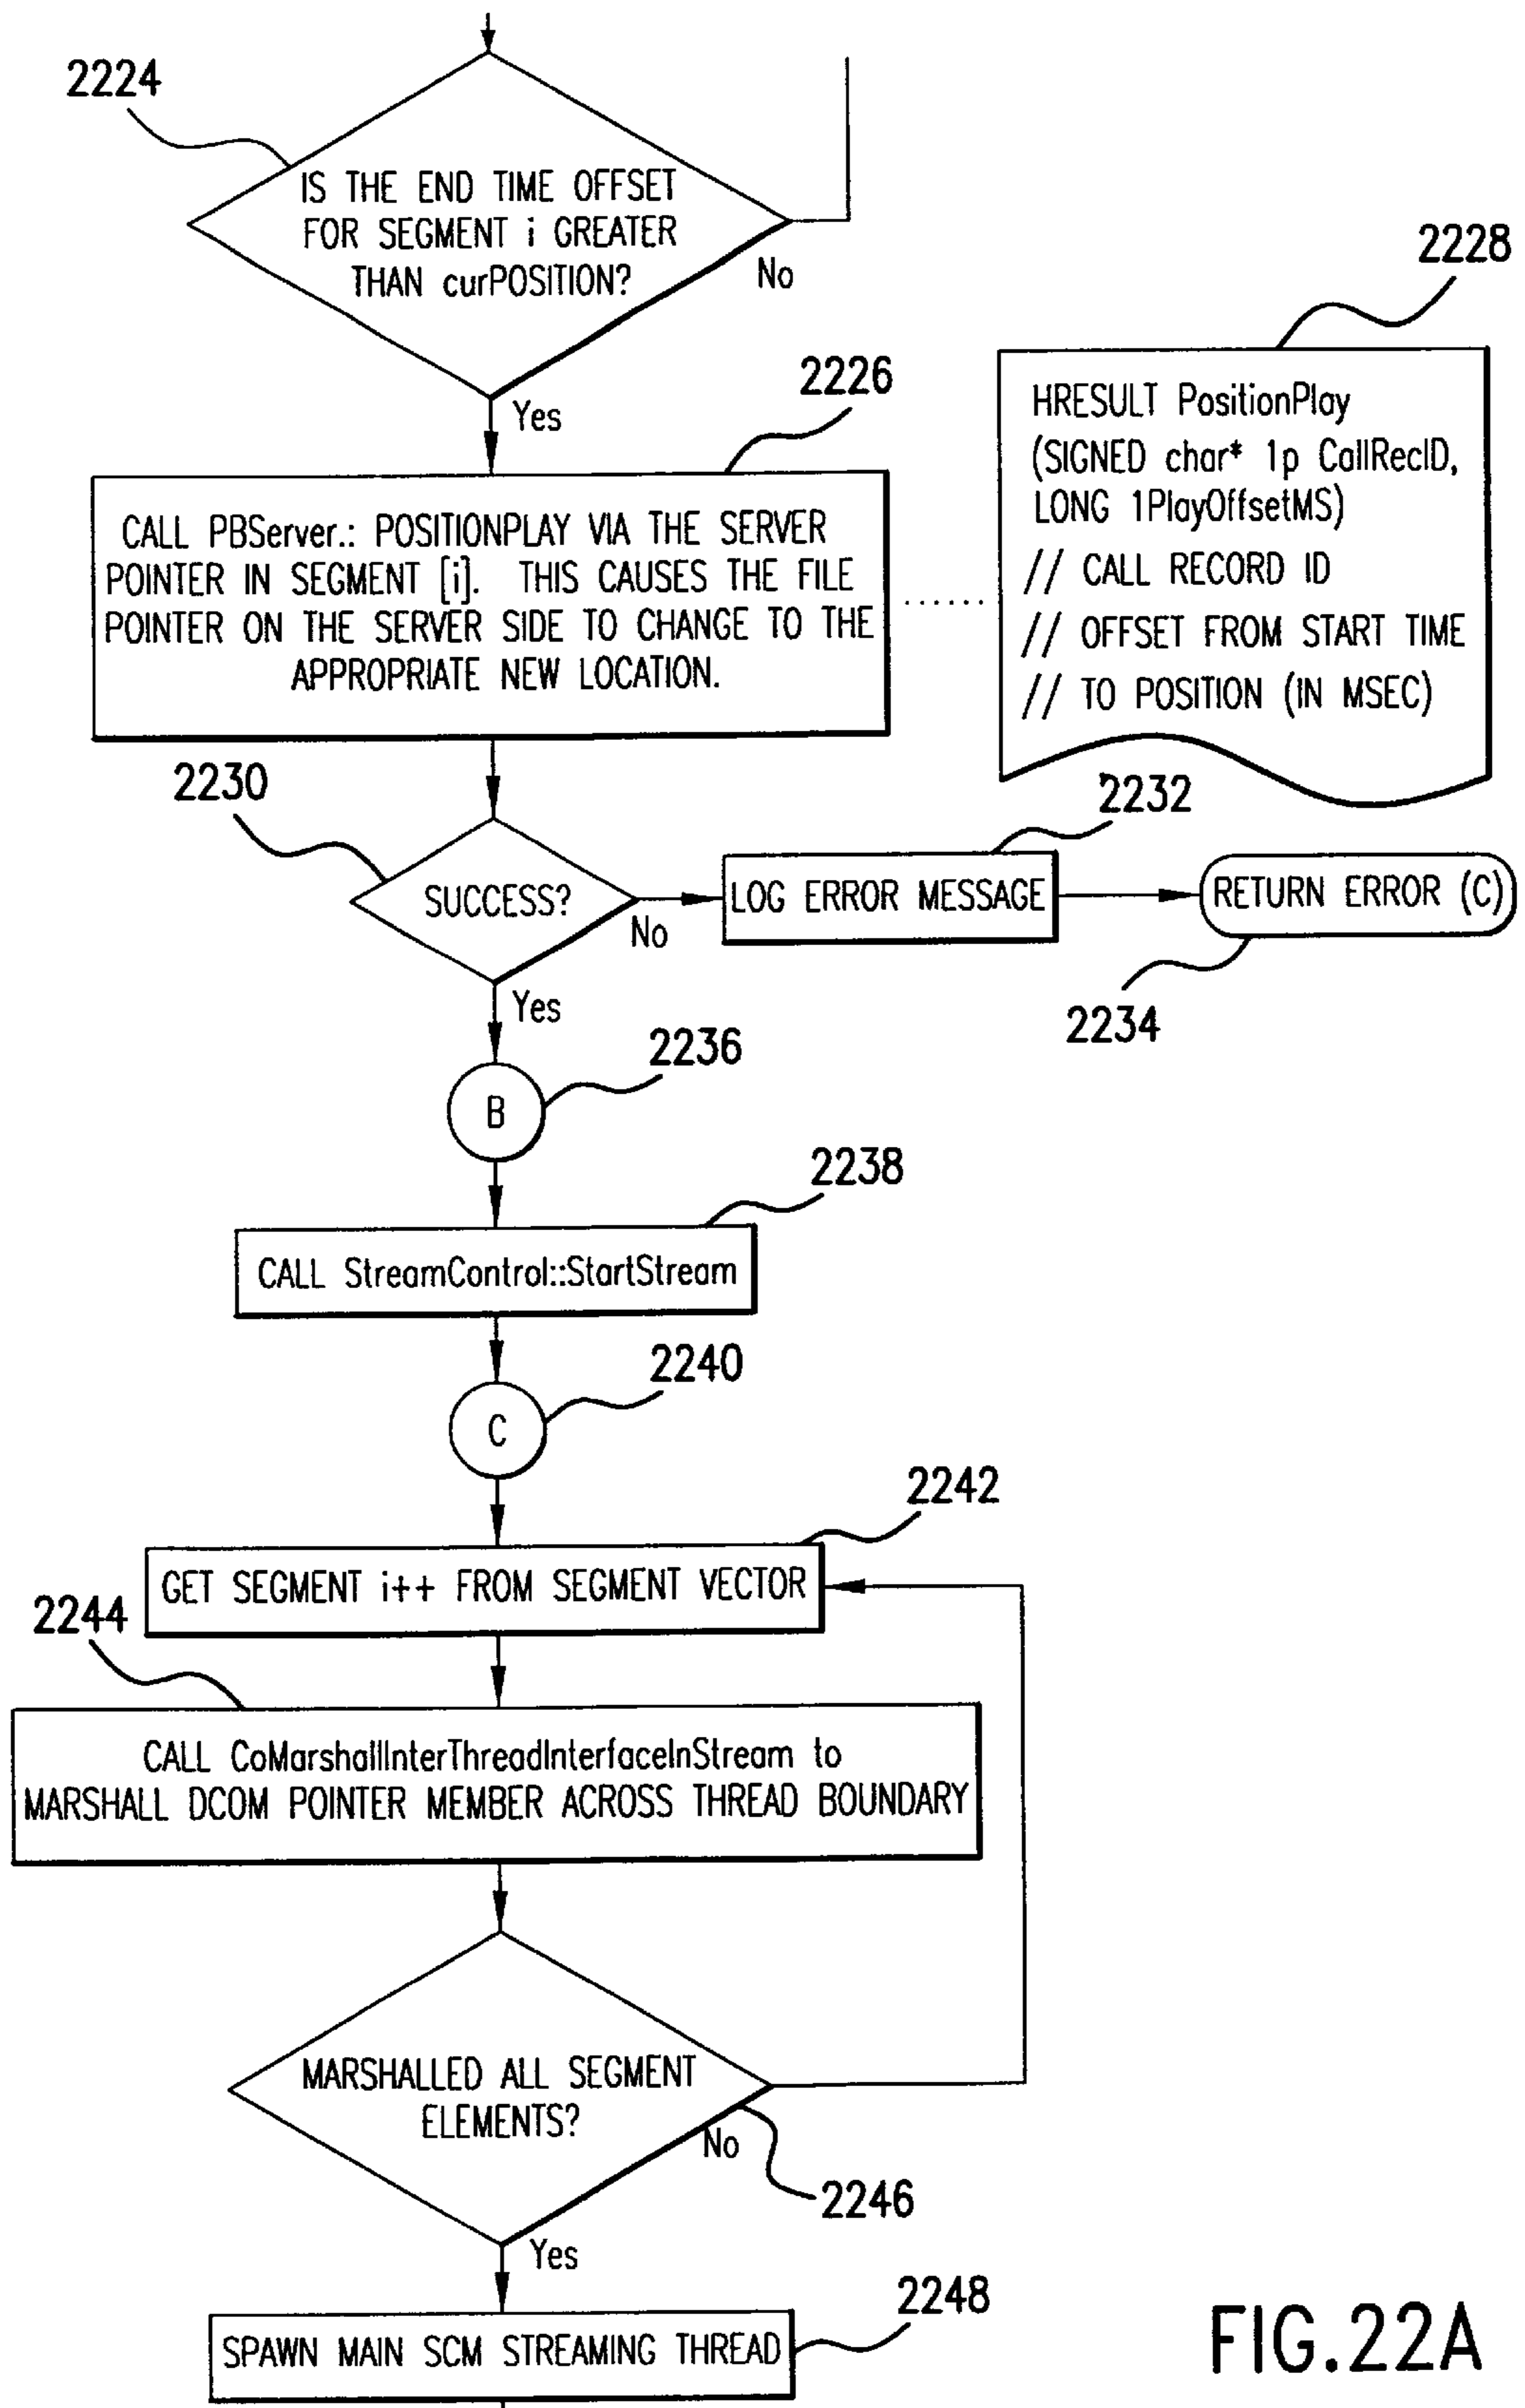 2224
IS THE END TIME OFFSET
FOR SEGMENT i GREATER
THAN curPOSITION?
No
Yes
2226
CALL PBServer.: POSITIONPLAY VIA THE SERVER
POINTER IN SEGMENT [i]. THIS CAUSES THE FILE
POINTER ON THE SERVER SIDE TO CHANGE TO THE
APPROPRIATE NEW LOCATION.
2228
HRESULT PositionPlay
(SIGNED char* 1p CallRecID,
LONG 1PlayOffsetMS)
// CALL RECORD ID
// OFFSET FROM START TIME
// TO POSITION (IN MSEC)
2230
SUCCESS?
No
Yes
2232
LOG ERROR MESSAGE
RETURN ERROR (C)
2234
B
2236
2238
CALL StreamControl::StartStream
2240
C
2242
GET SEGMENT i++ FROM SEGMENT VECTOR
2244
CALL CoMarshallInterThreadInterfaceInStream to
MARSHALL DCOM POINTER MEMBER ACROSS THREAD BOUNDARY
MARSHALLED ALL SEGMENT
ELEMENTS?
No
2246
Yes
2248
SPAWN MAIN SCM STREAMING THREAD
FIG.22A